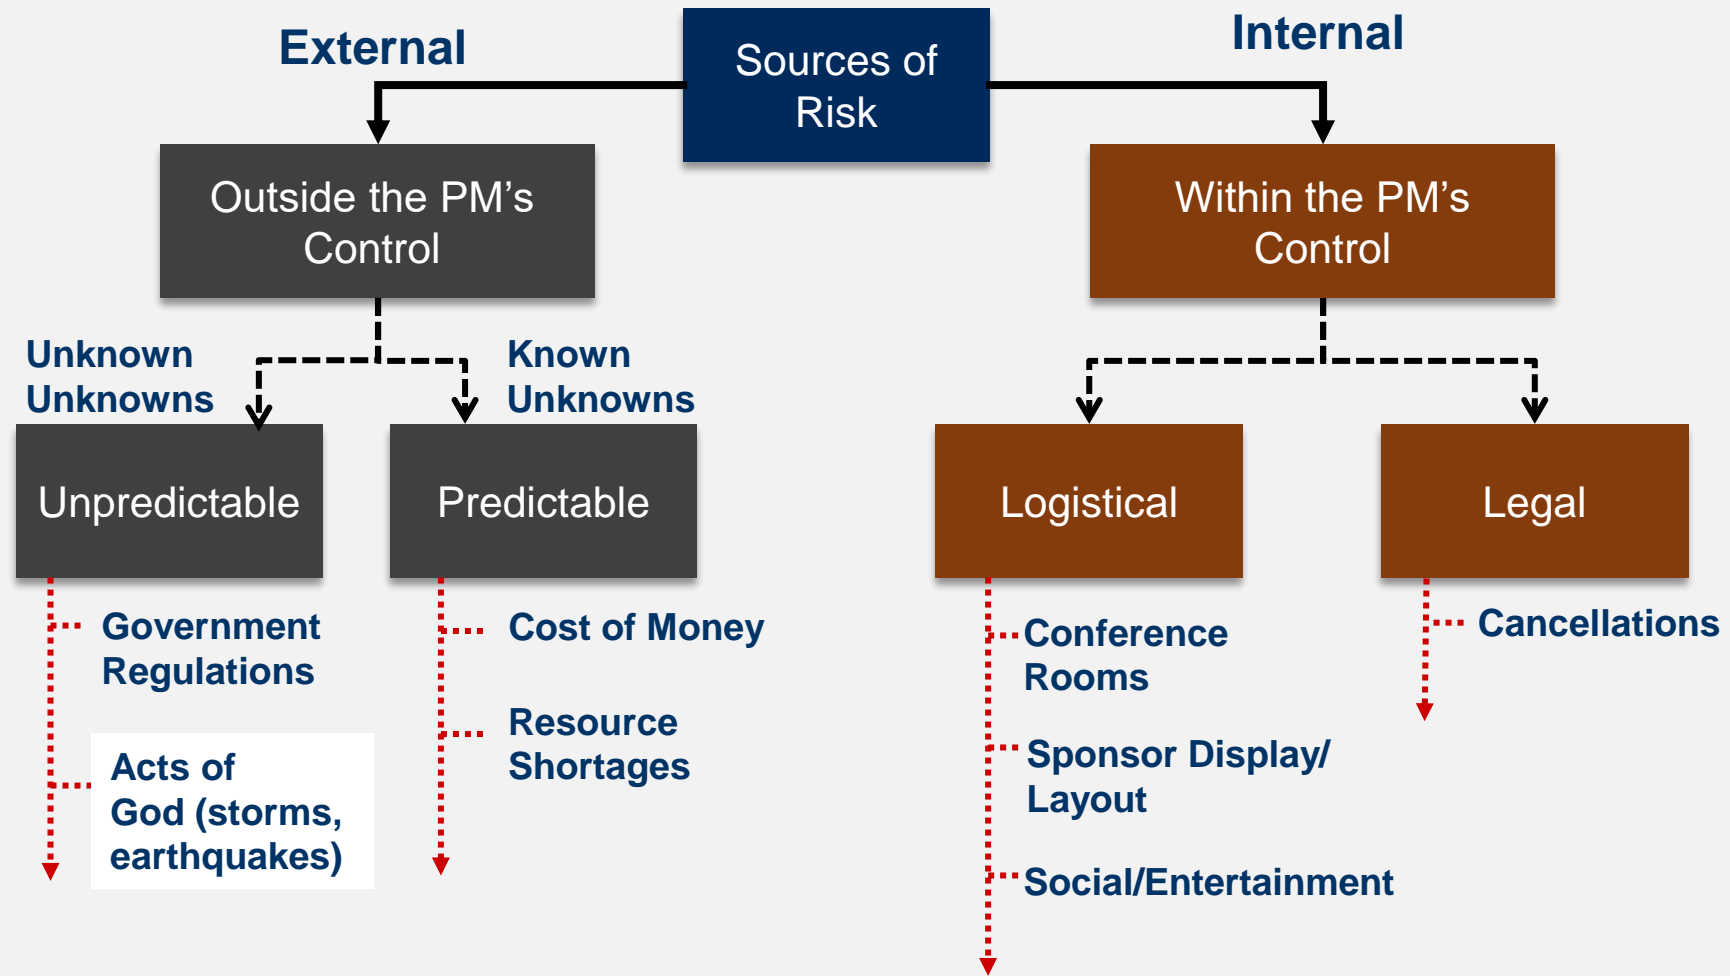 External
Sources of
Risk
Internal
Outside the PM’s
Control
Within the PM’s
Control
Unknown
Unknowns
Known
Unknowns
Unpredictable
Predictable
Logistical
Legal
Government
Regulations
Acts of
God (storms,
earthquakes)
Cost of Money
Resource
Shortages
Conference
Rooms
Sponsor Display/
Layout
Social/Entertainment
Cancellations